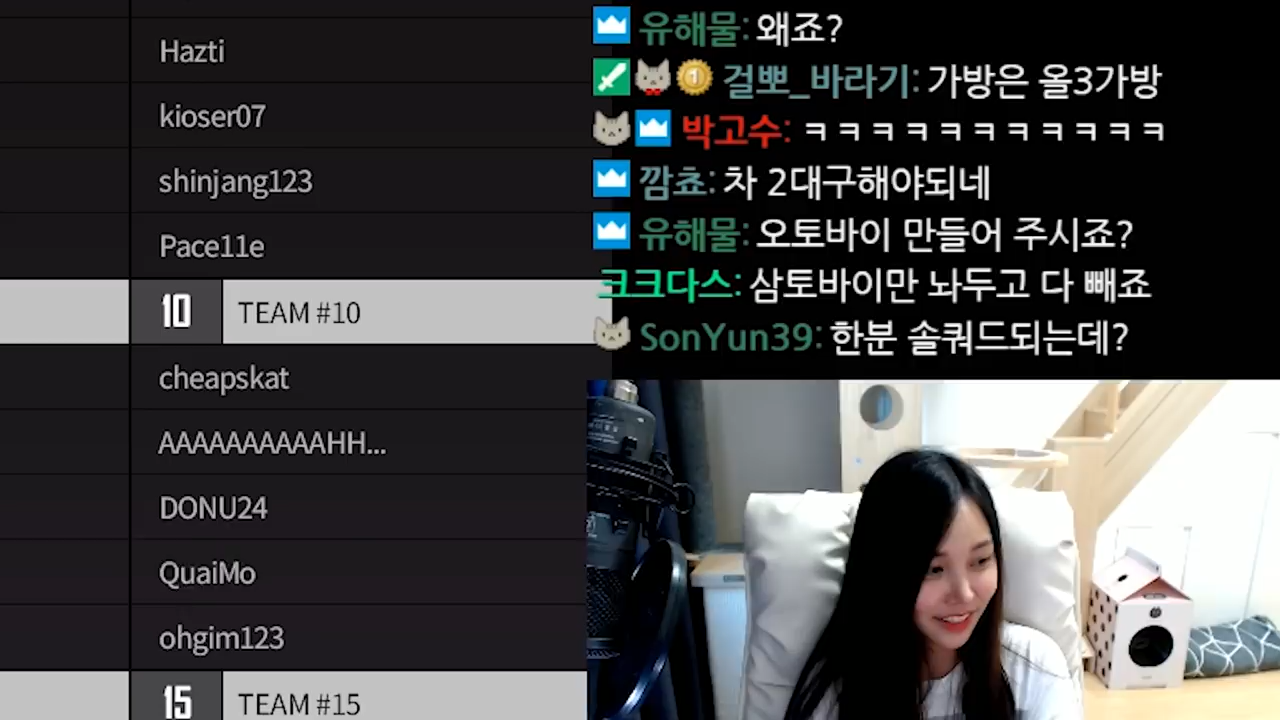 Hazti
kioser07
shinjang123
Pace11e
10 TEAM #10
cheapskat
AAAAAAAAAAHH...
DONU24
QuaiMo
ohgim123
15 TEAM #15
유해물: 왜죠?
걸뽀_바라기: 가방은 올3가방
박고수: ㅋㅋㅋㅋㅋㅋㅋㅋㅋㅋㅋ
깜쵸: 차 2대구해야되네
유해물: 오토바이 만들어 주시죠?
크크다스: 삼토바이만 놔두고 다 빼죠
SonYun39: 한분 솔쿼드되는데?